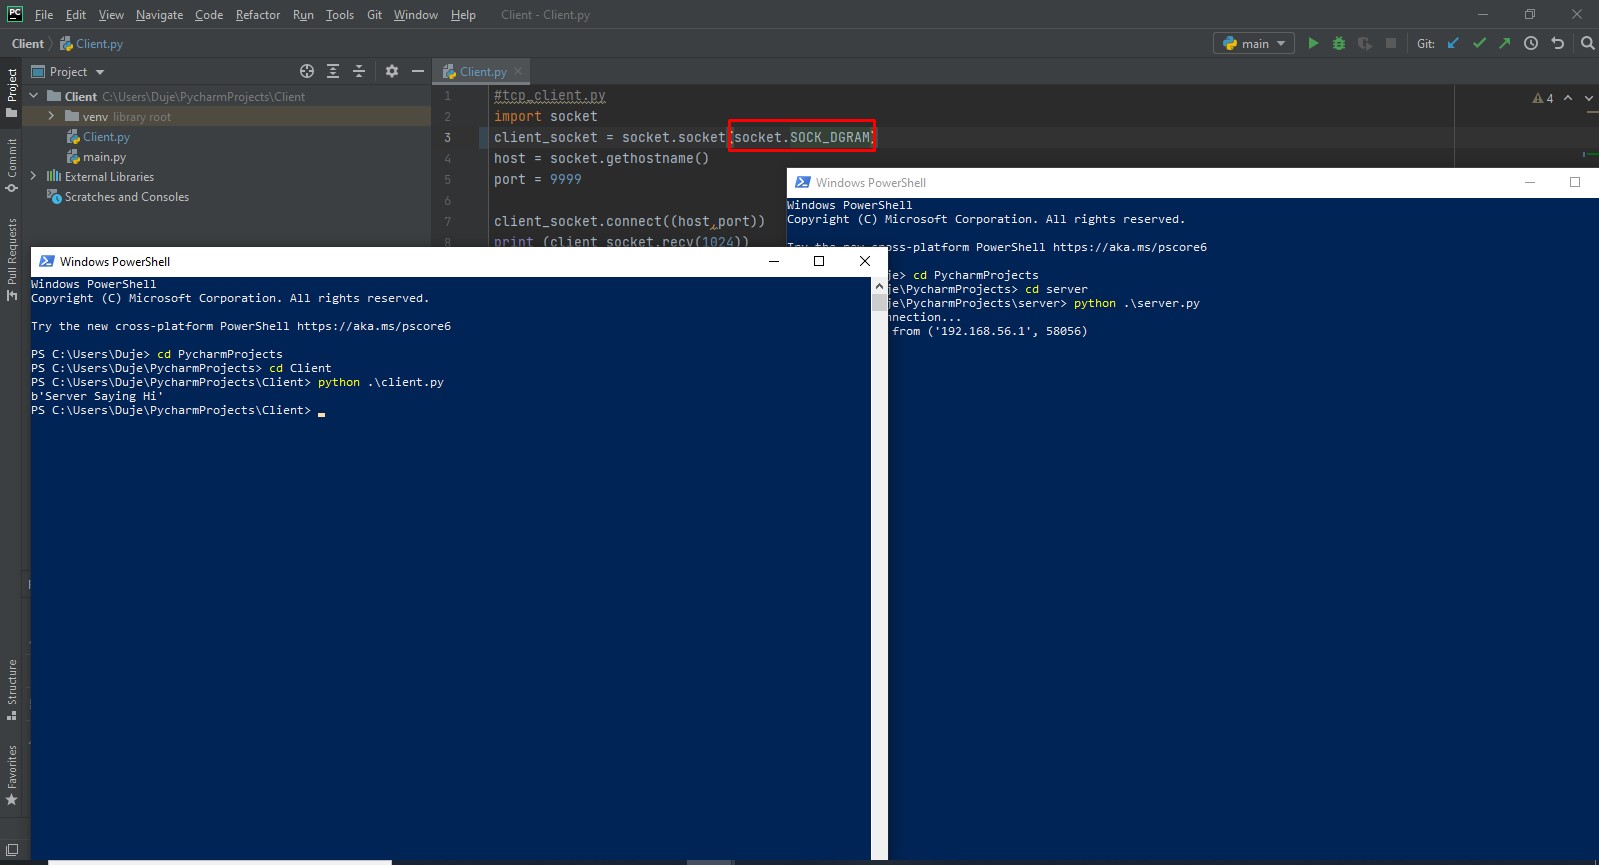 PC File Edit View Navigate Code Refactor Run Tools Git Window Help Client - Client.py
Client Client.py main Git:
Project Client.py
Project
Commit
Pull Requests
Structure
Favorites
Client C:\Users\Duje\PycharmProjects\Client
venv library root
Client.py
main.py
External Libraries
Scratches and Consoles
4
1 #tcp_client.py
2 import socket
3 client_socket = socket.socket(socket.SOCK_DGRAM)
4 host = socket.gethostname()
5 port = 9999
6
7 client_socket.connect((host,port))
8 print (client_socket.recv(1024))
Windows PowerShell
Windows PowerShell
Copyright (C) Microsoft Corporation. All rights reserved.
Try the new cross-platform PowerShell https://aka.ms/pscore6
je> cd PycharmProjects
je\PycharmProjects> cd server
je\PycharmProjects\server> python .\server.py
nnection...
from ('192.168.56.1', 58056)
Windows PowerShell
Windows PowerShell
Copyright (C) Microsoft Corporation. All rights reserved.
Try the new cross-platform PowerShell https://aka.ms/pscore6
PS C:\Users\Duje> cd PycharmProjects
PS C:\Users\Duje\PycharmProjects> cd Client
PS C:\Users\Duje\PycharmProjects\Client> python .\client.py
b'Server Saying Hi'
PS C:\Users\Duje\PycharmProjects\Client>